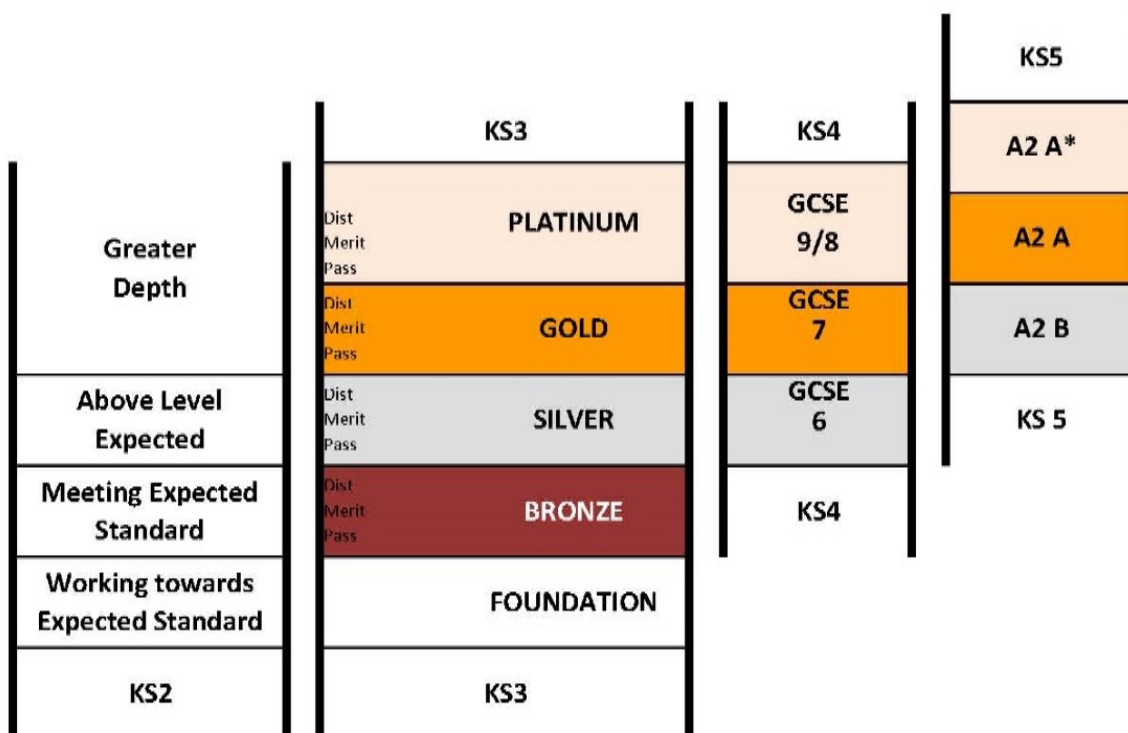 Greater
Depth
Above Level
Expected
Meeting Expected
Standard
Working towards
Expected Standard
KS2
KS3
Dist
Merit
Pass
PLATINUM
Dist
Merit
Pass
GOLD
Dist
Merit
Pass
SILVER
Dist
Merit
Pass
BRONZE
FOUNDATION
KS3
KS4
GCSE
9/8
GCSE
7
GCSE
6
KS4
KS5
A2 A*
A2 A
A2 B
KS 5